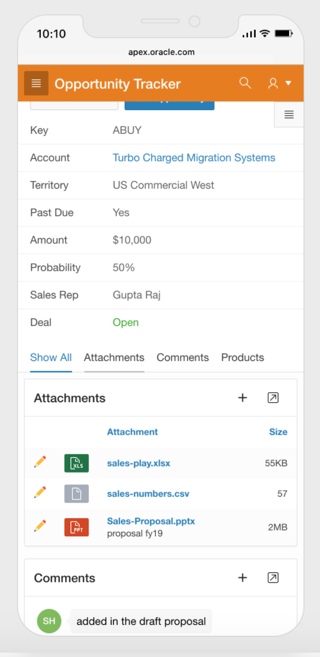 10:10
apex.oracle.com
Opportunity Tracker
Key ABUY
Account Turbo Charged Migration Systems
Territory US Commercial West
Past Due Yes
Amount $10,000
Probability 50%
Sales Rep Gupta Raj
Deal Open
Show All Attachments Comments Products
Attachments
Attachment Size
XLS sales-play.xlsx 55KB
sales-numbers.csv 57
PPT Sales-Proposal.pptx 2MB
proposal fy19
Comments
SH added in the draft proposal